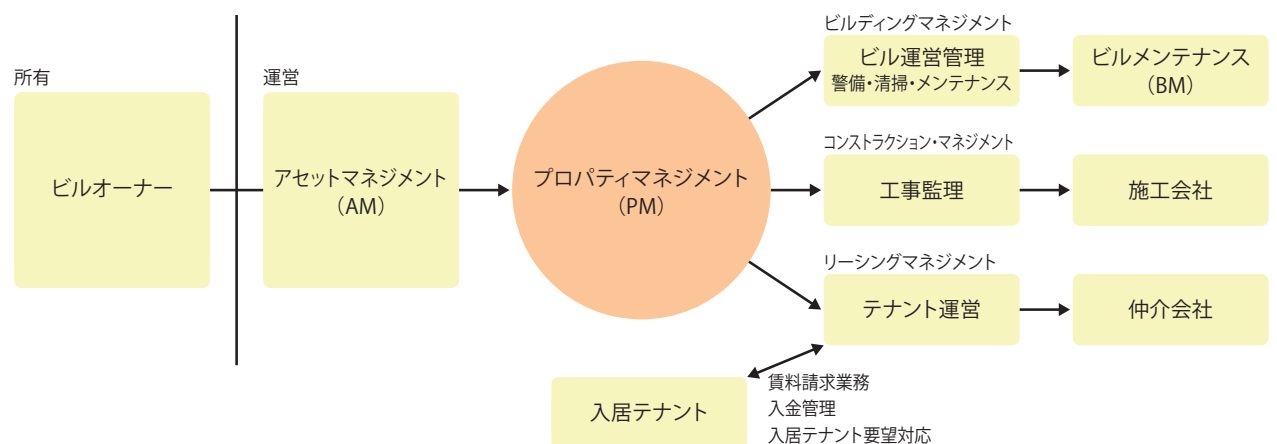 所有
ビルオーナー
運営
アセットマネジメント
（AM）
プロパティマネジメント
（PM）
ビルディングマネジメント
ビル運営管理
警備・清掃・メンテナンス
ビルメンテナンス
（BM）
コンストラクション・マネジメント
工事監理
施工会社
リーシングマネジメント
テナント運営
仲介会社
入居テナント
賃料請求業務
入金管理
入居テナント要望対応